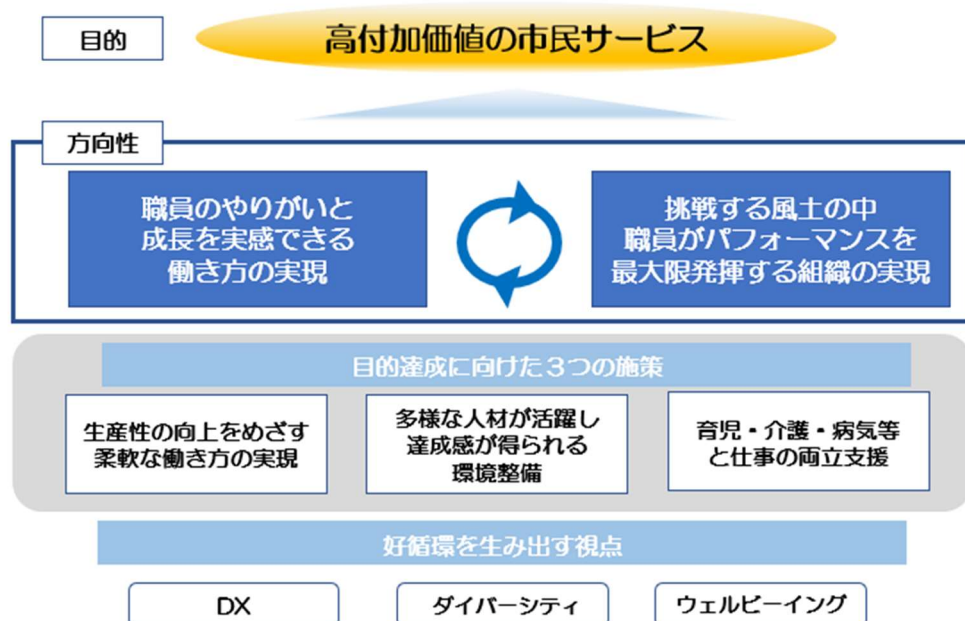 目的
高付加価値の市民サービス
方向性
職員のやりがいと
成長を実感できる
働き方の実現
挑戦する風土の中
職員がパフォーマンスを
最大限発揮する組織の実現
目的達成に向けた3つの施策
生産性の向上をめざす
柔軟な働き方の実現
多様な人材が活躍し
達成感が得られる
環境整備
育児・介護・病気等
と仕事の両立支援
好循環を生み出す視点
DX
ダイバーシティ
ウェルビーイング